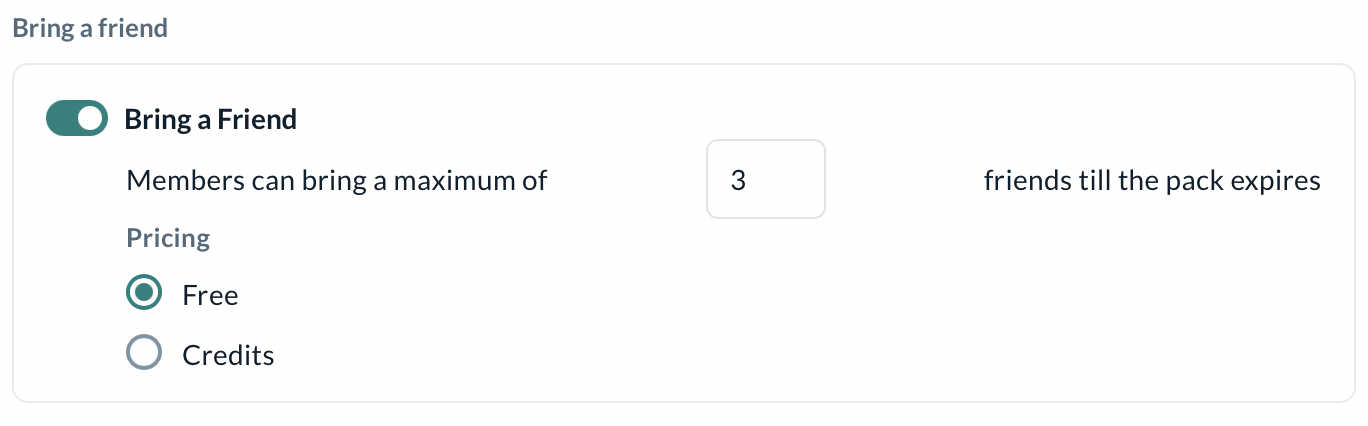 Bring a friend
Bring a Friend
Members can bring a maximum of 3 friends till the pack expires
Pricing
Free
Credits